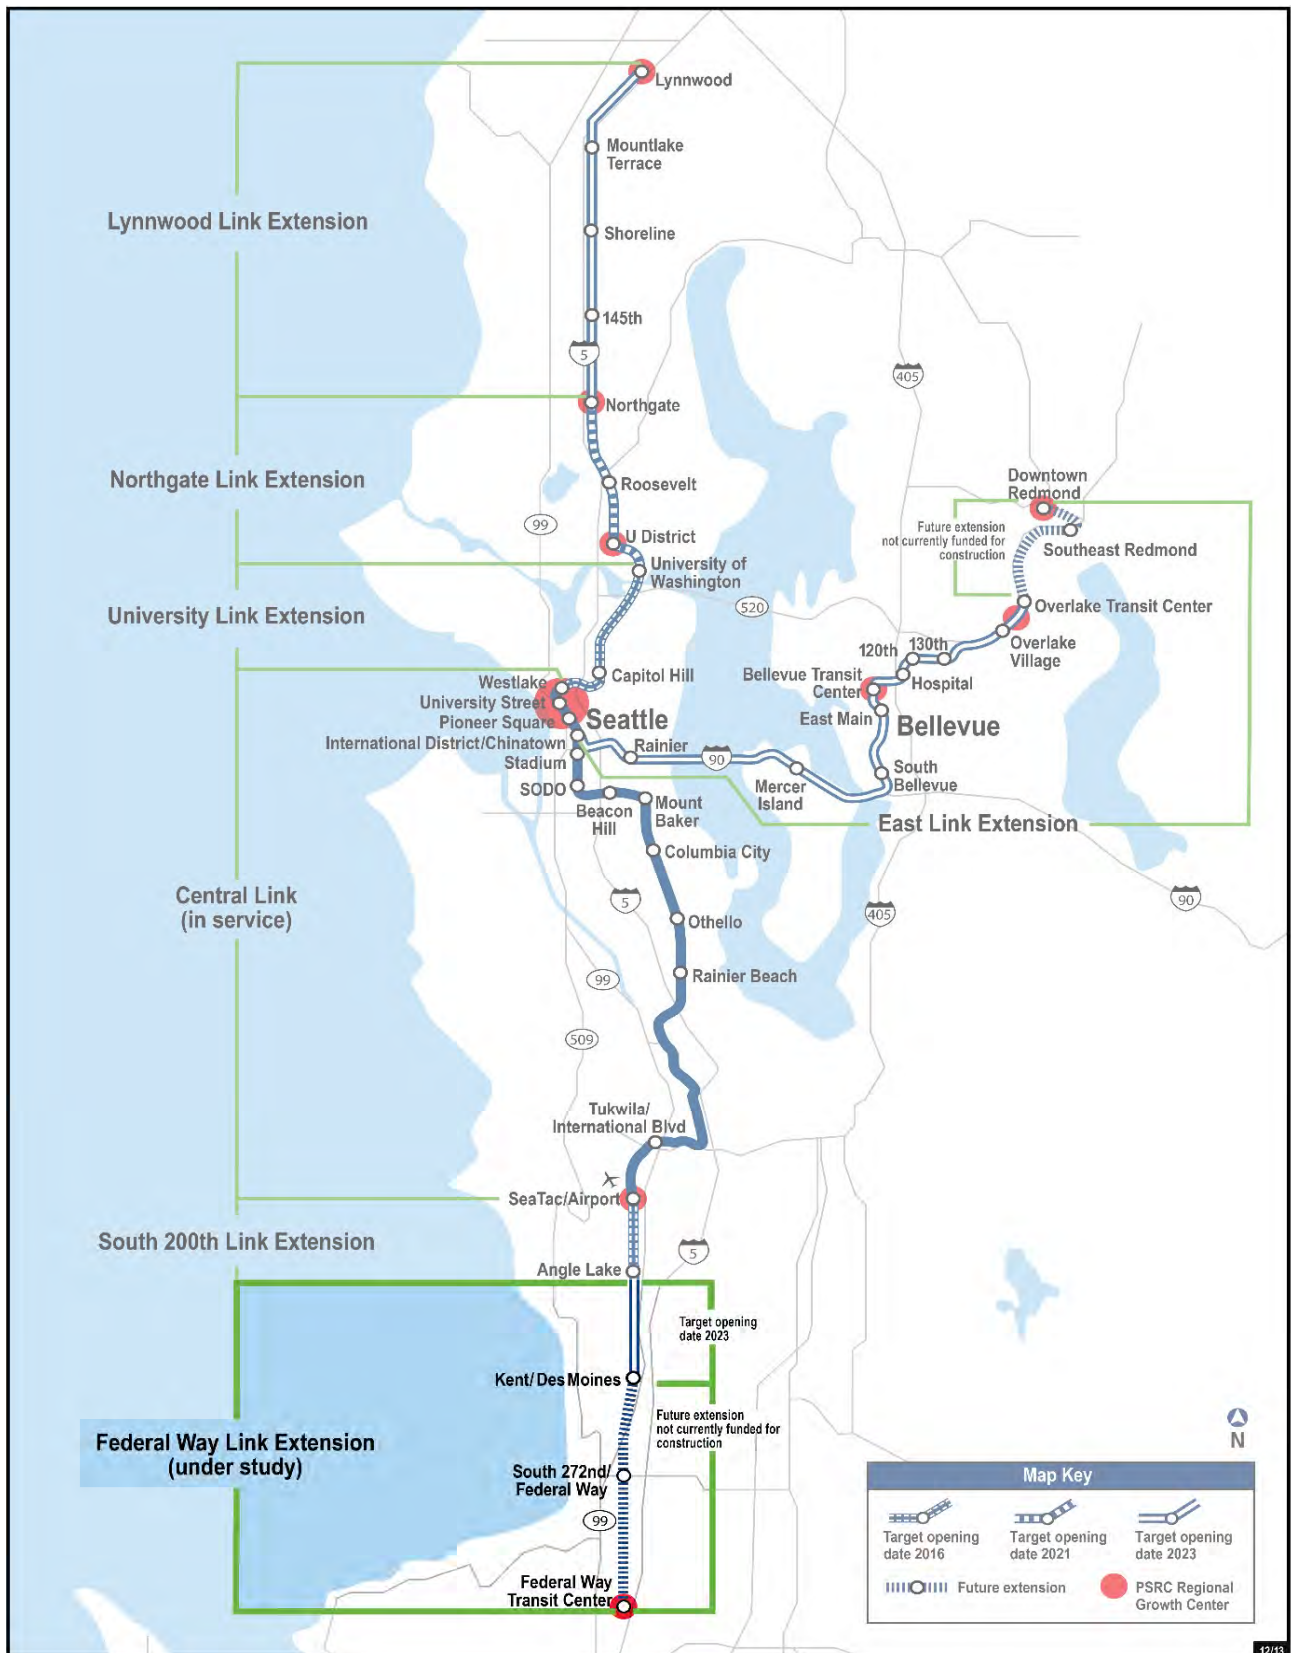 Lynnwood
Mountlake
Terrace
Lynnwood Link Extension
Shoreline
145th
5
405
Northgate
Northgate Link Extension
Roosevelt
Downtown
Redmond
99
Future extension
not currently funded for
construction
U District
Southeast Redmond
University of
Washington
University Link Extension
520
Overlake Transit Center
120th
130th
Overlake
Village
Capitol Hill
Westlake
University Street
Pioneer Square
International District/Chinatown
Stadium
SODO
Seattle
Bellevue Transit
Center
Hospital
East Main
Bellevue
Rainier
90
Mercer
Island
South
Bellevue
Beacon
Hill
Mount
Baker
East Link Extension
Columbia City
Central Link
(in service)
5
405
90
Othello
Rainier Beach
99
509
Tukwila/
International Blvd
SeaTac/Airport
South 200th Link Extension
5
Angle Lake
Target opening
date 2023
Kent/Des Moines
Future extension
not currently funded for
construction
Federal Way Link Extension
(under study)
South 272nd/
Federal Way
99
Federal Way
Transit Center
N
Map Key
Target opening
date 2016
Target opening
date 2021
Target opening
date 2023
Future extension
PSRC Regional
Growth Center
12/13